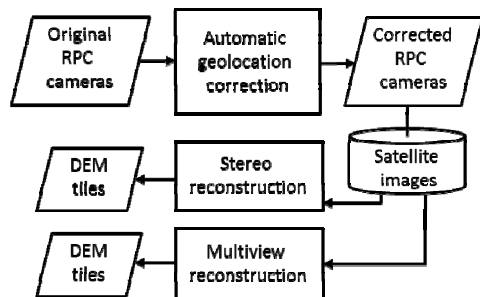 Original
RPC
cameras
Automatic
geolocation
correction
Corrected
RPC
cameras
DEM
tiles
Stereo
reconstruction
Satellite
images
DEM
tiles
Multiview
reconstruction